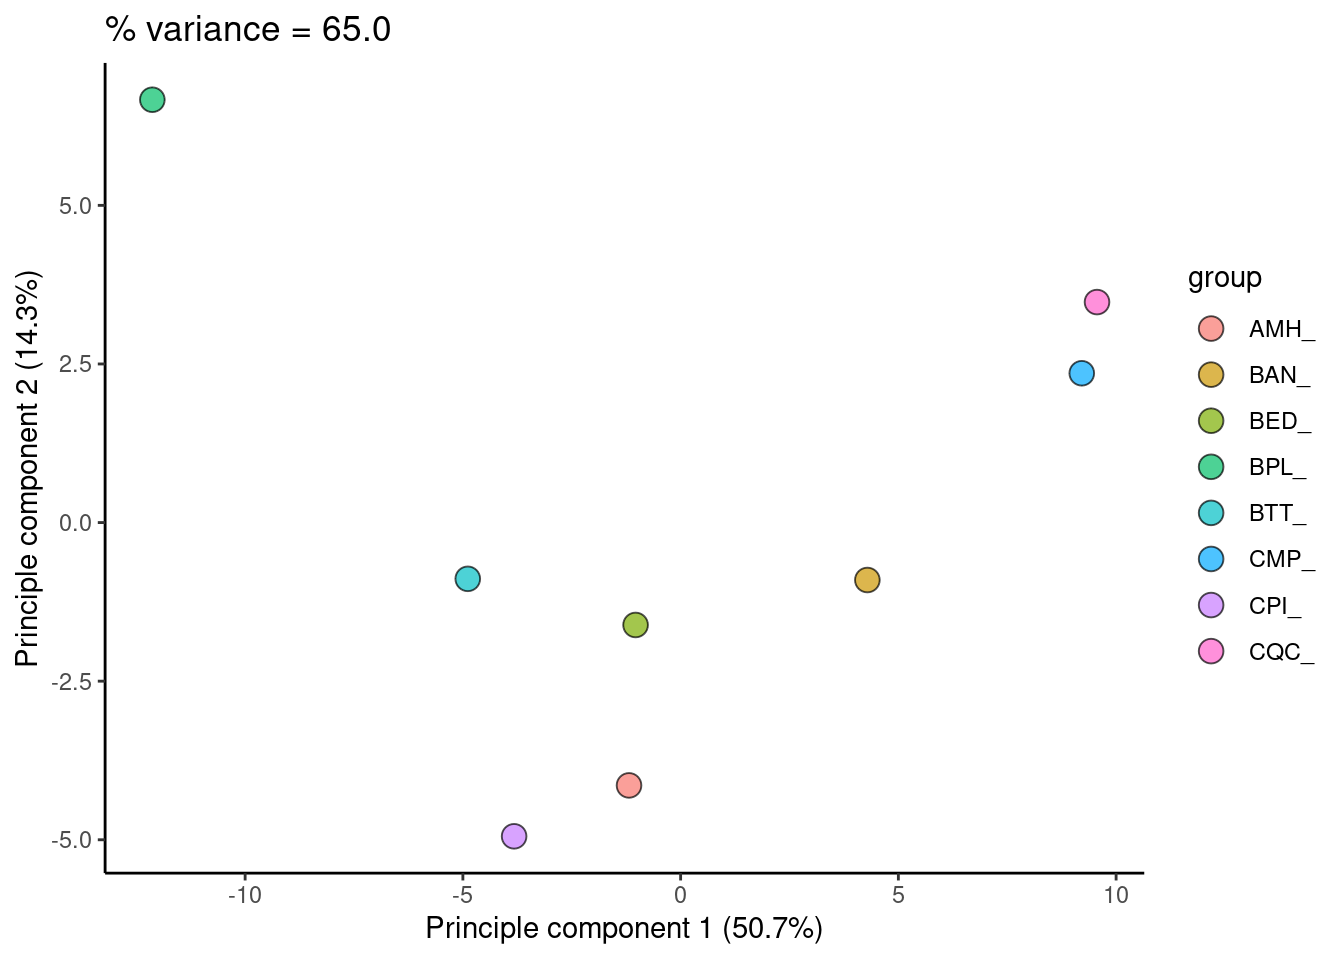 % variance = 65.0
5.0
2.5
0.0
-2.5
-5.0
Principle component 2 (14.3%)
-10
-5
0
5
10
Principle component 1 (50.7%)
group
AMH_
BAN_
BED_
BPL_
BTT_
CMP_
CPI_
CQC_